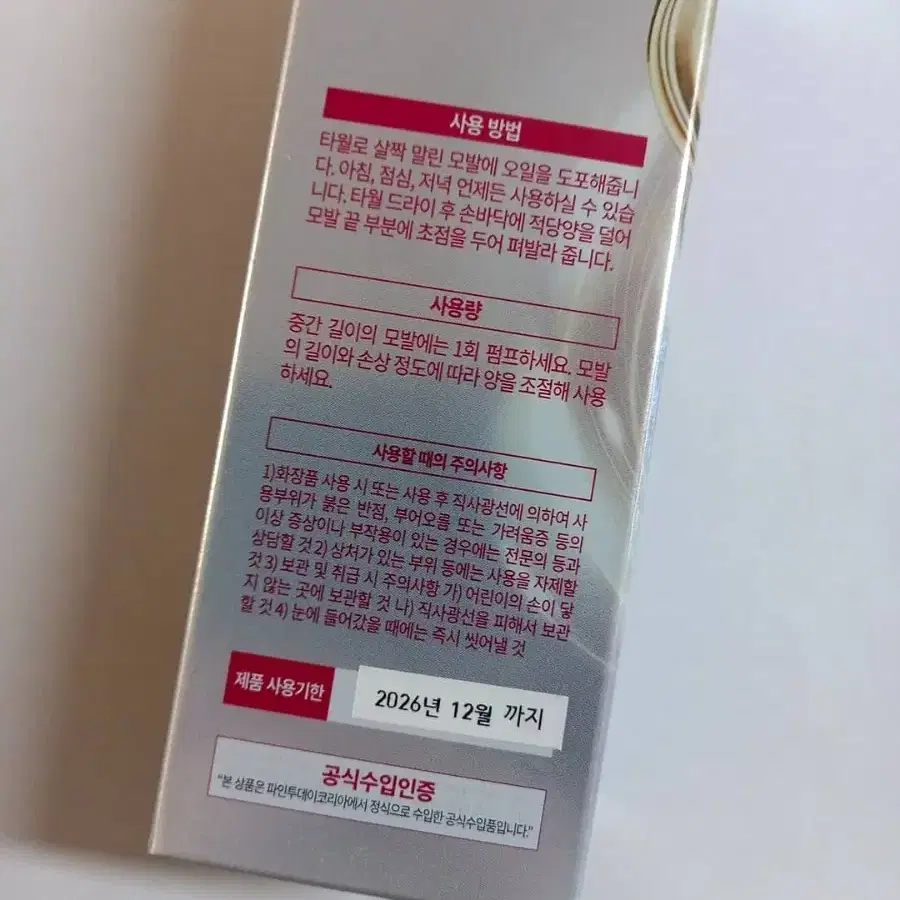 사용 방법
타월로 살짝 말린 모발에 오일을 도포해줍니
다. 아침, 점심, 저녁 언제든 사용하실 수 있습
니다. 타월 드라이 후 손바닥에 적당양을 덜어
모발 끝 부분에 초점을 두어 펴발라 줍니다.
사용량
중간 길이의 모발에는 1회 펌프하세요. 모발
의 길이와 손상 정도에 따라 양을 조절해 사용
하세요.
사용할 때의 주의사항
1)화장품 사용 시 또는 사용 후 직사광선에 의하여 사
용부위가 붉은 반점, 부어오름 또는 가려움증 등의
이상 증상이나 부작용이 있는 경우에는 전문의 등과
상담할 것 2) 상처가 있는 부위 등에는 사용을 자제할
것 3) 보관 및 취급 시 주의사항 가) 어린이의 손이 닿
지 않는 곳에 보관할 것 나) 직사광선을 피해서 보관
할 것 4) 눈에 들어갔을 때에는 즉시 씻어낼 것
제품 사용기한
2026년 12월 까지
공식수입인증
"본 상품은 파인투데이코리아에서 정식으로 수입한 공식수입품입니다."